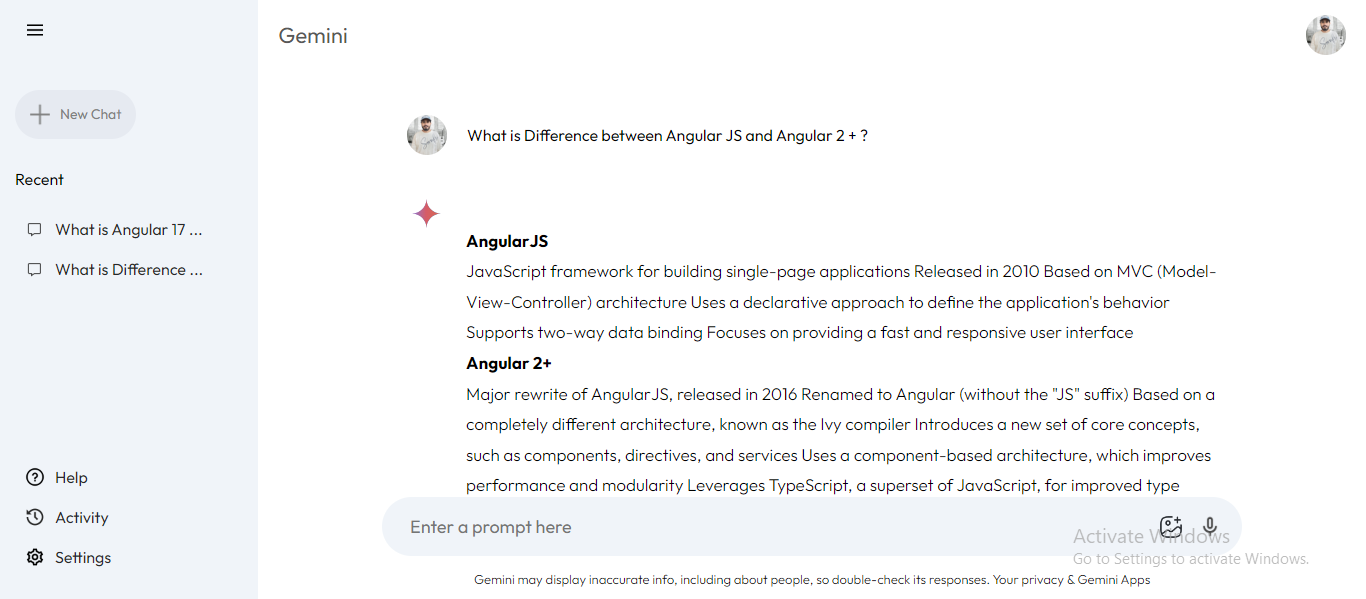 Gemini
New Chat
Recent
What is Angular 17 ...
What is Difference ...
Help
Activity
Settings
What is Difference between Angular JS and Angular 2 + ?
AngularJS
JavaScript framework for building single-page applications Released in 2010 Based on MVC (Model-
View-Controller) architecture Uses a declarative approach to define the application's behavior
Supports two-way data binding Focuses on providing a fast and responsive user interface
Angular 2+
Major rewrite of AngularJS, released in 2016 Renamed to Angular (without the "JS" suffix) Based on a
completely different architecture, known as the Ivy compiler Introduces a new set of core concepts,
such as components, directives, and services Uses a component-based architecture, which improves
performance and modularity Leverages TypeScript, a superset of JavaScript, for improved type
Enter a prompt here
Activate Windows
Go to Settings to activate Windows.
Gemini may display inaccurate info, including about people, so double-check its responses. Your privacy & Gemini Apps